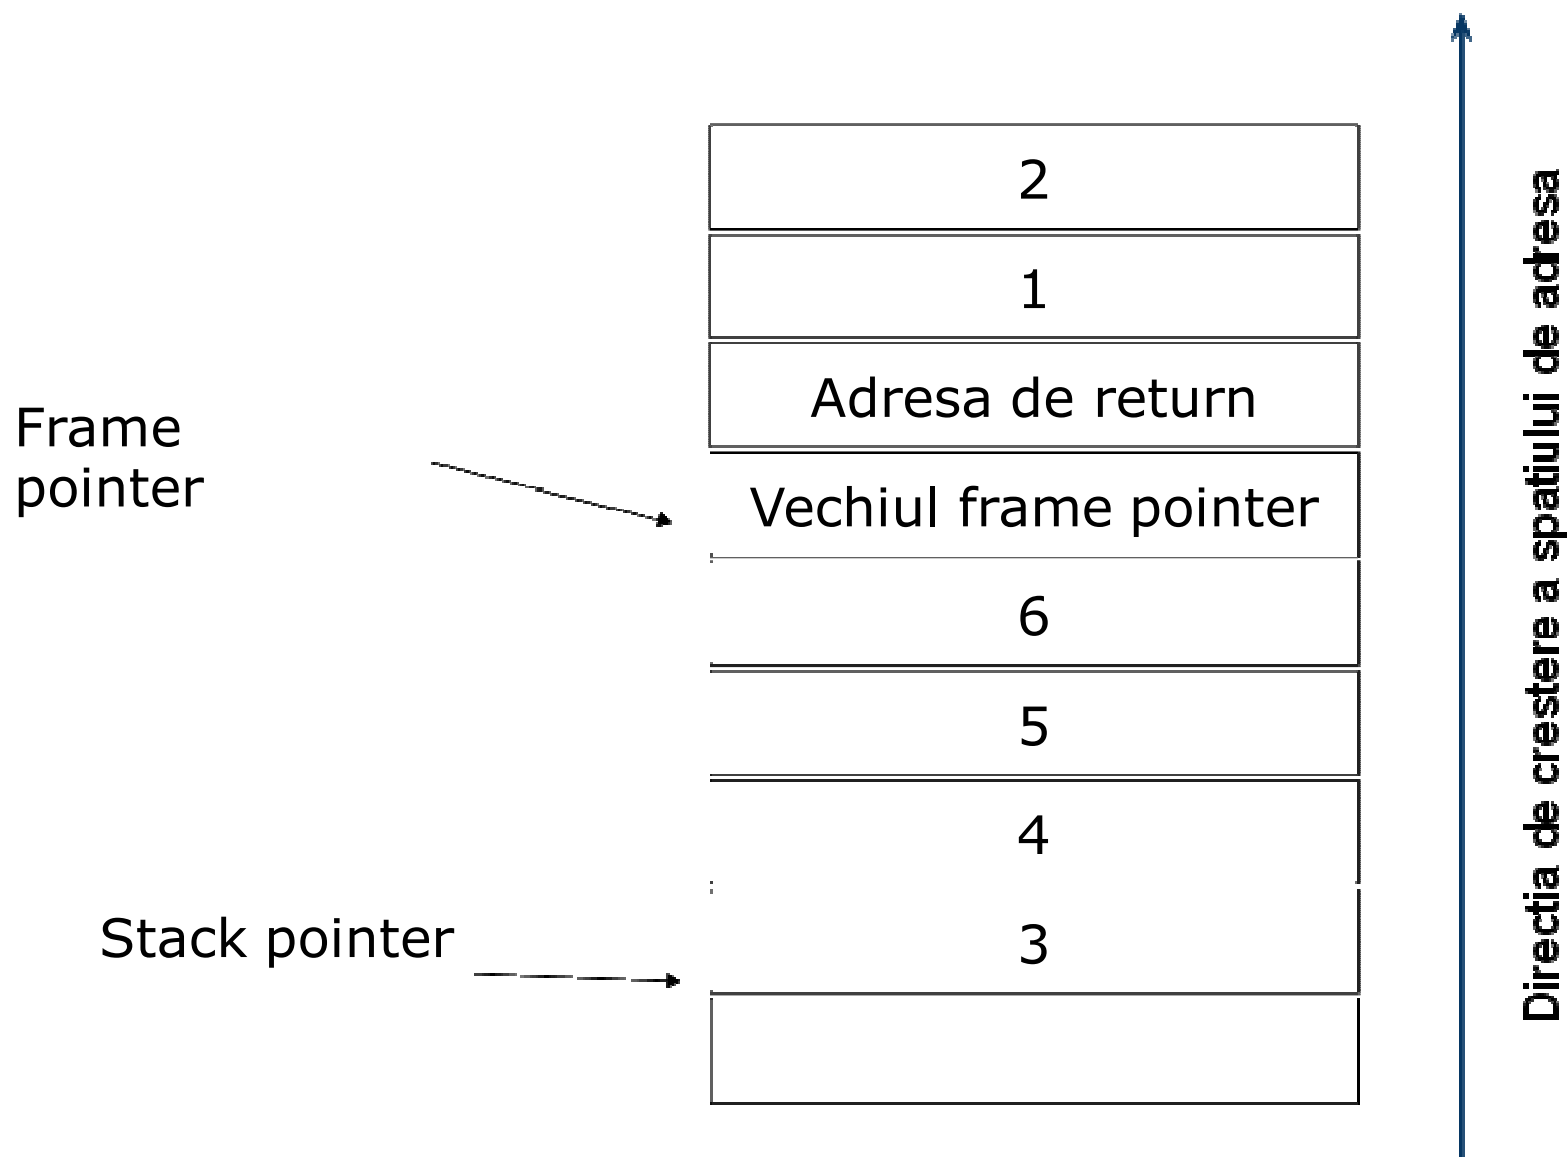 2
1
Adresa de return
Frame
pointer
Vechiul frame pointer
6
5
4
Stack pointer
3
Directia de crestere a spatiului de adresa